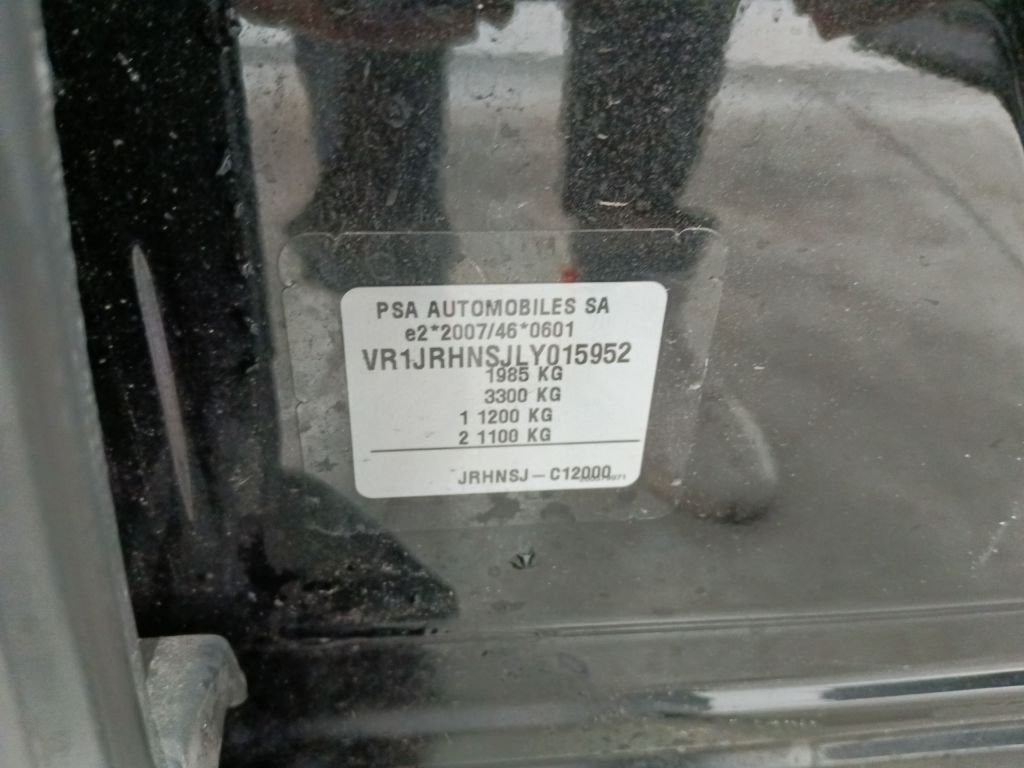 PSA AUTOMOBILES SA
e2*2007/46*0601
VR1JRHNSJLY015952
1985 KG
3300 KG
1 1200 KG
2 1100 KG
JRHNSJ-C12000